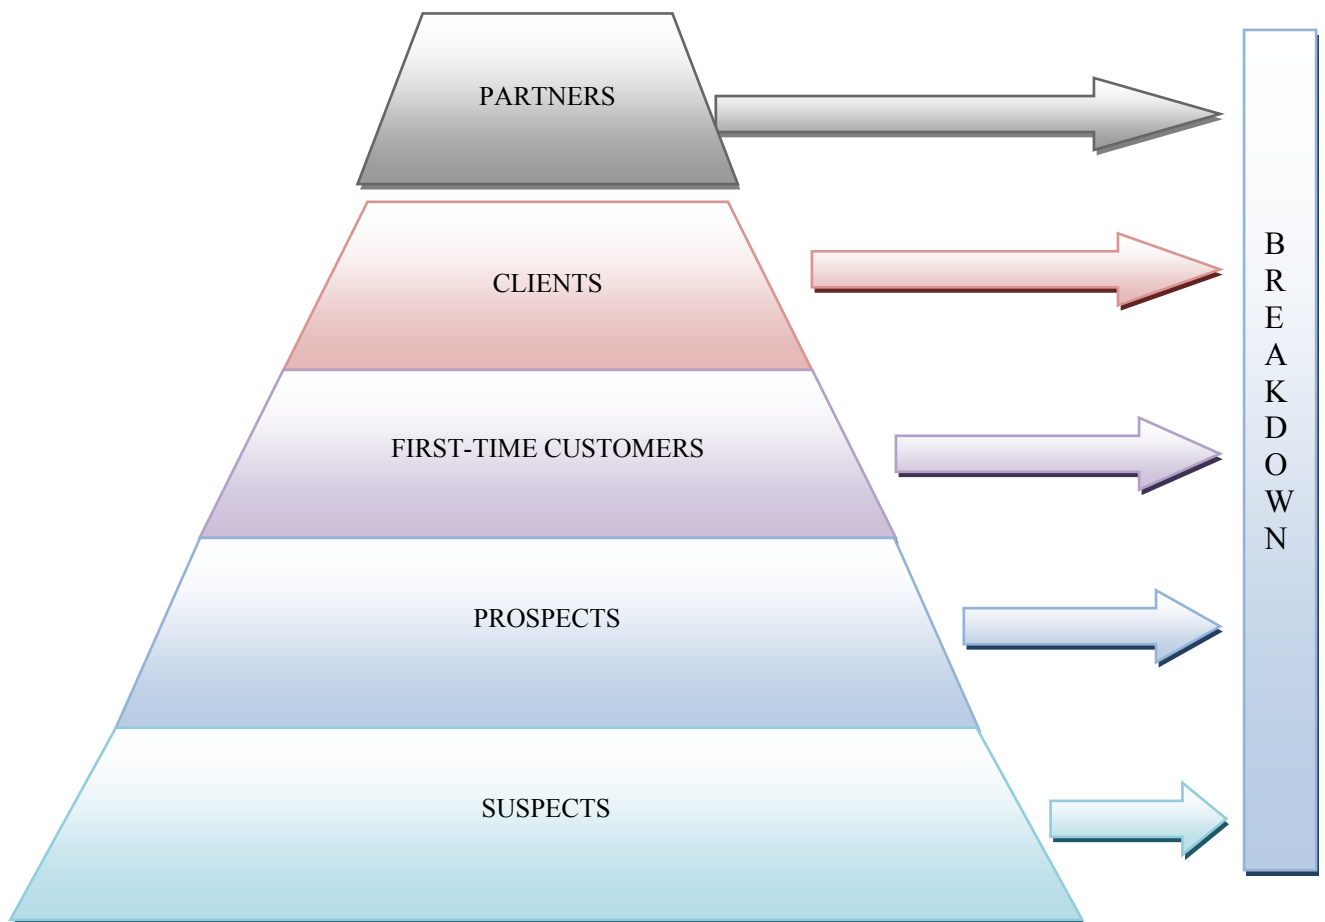 PARTNERS
CLIENTS
FIRST-TIME CUSTOMERS
PROSPECTS
SUSPECTS
B
R
E
A
K
D
O
W
N